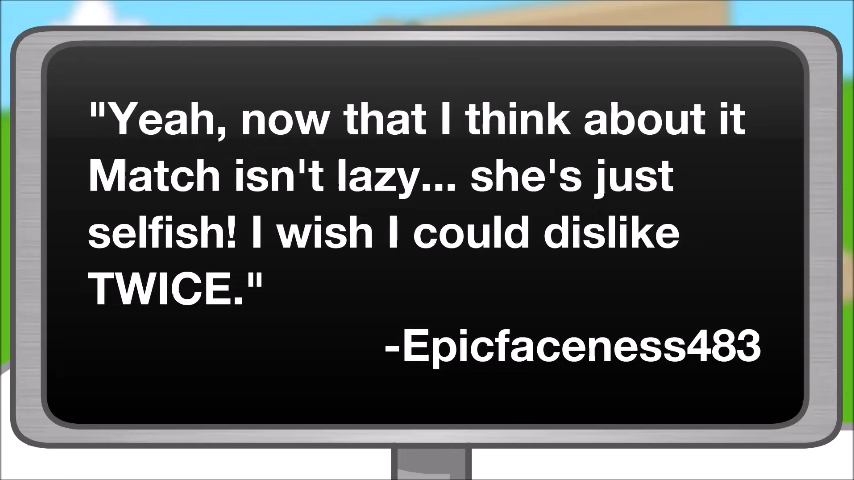 "Yeah, now that I think about it
Match isn't lazy... she's just
selfish! I wish I could dislike
TWICE."
-Epicfaceness483